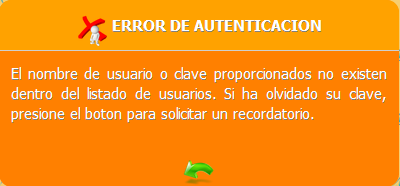 ERROR DE AUTENTICACION
El nombre de usuario o clave proporcionados no existen
dentro del listado de usuarios. Si ha olvidado su clave,
presione el boton para solicitar un recordatorio.